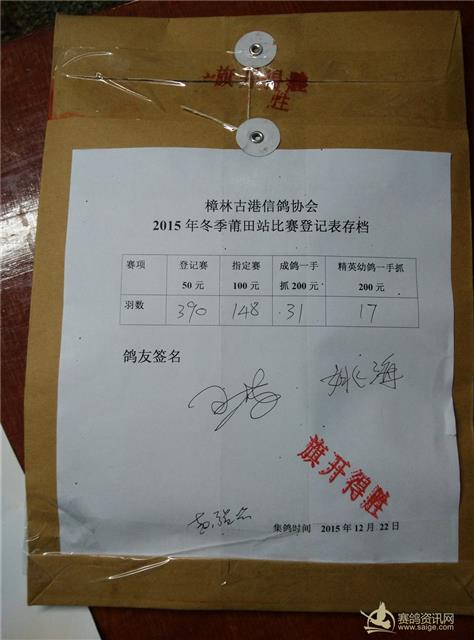 旗开得胜
樟林古港信鸽协会
2015年冬季莆田站比赛登记表存档
赛项 登记赛 50元 指定赛 100元 成鸽一手抓200元 精英幼鸽一手抓 200元
羽数 390 148 31 17
鸽友签名
旗开得胜
集鸽时间 2015年12月22日
赛鸽资讯网
www.saige.com